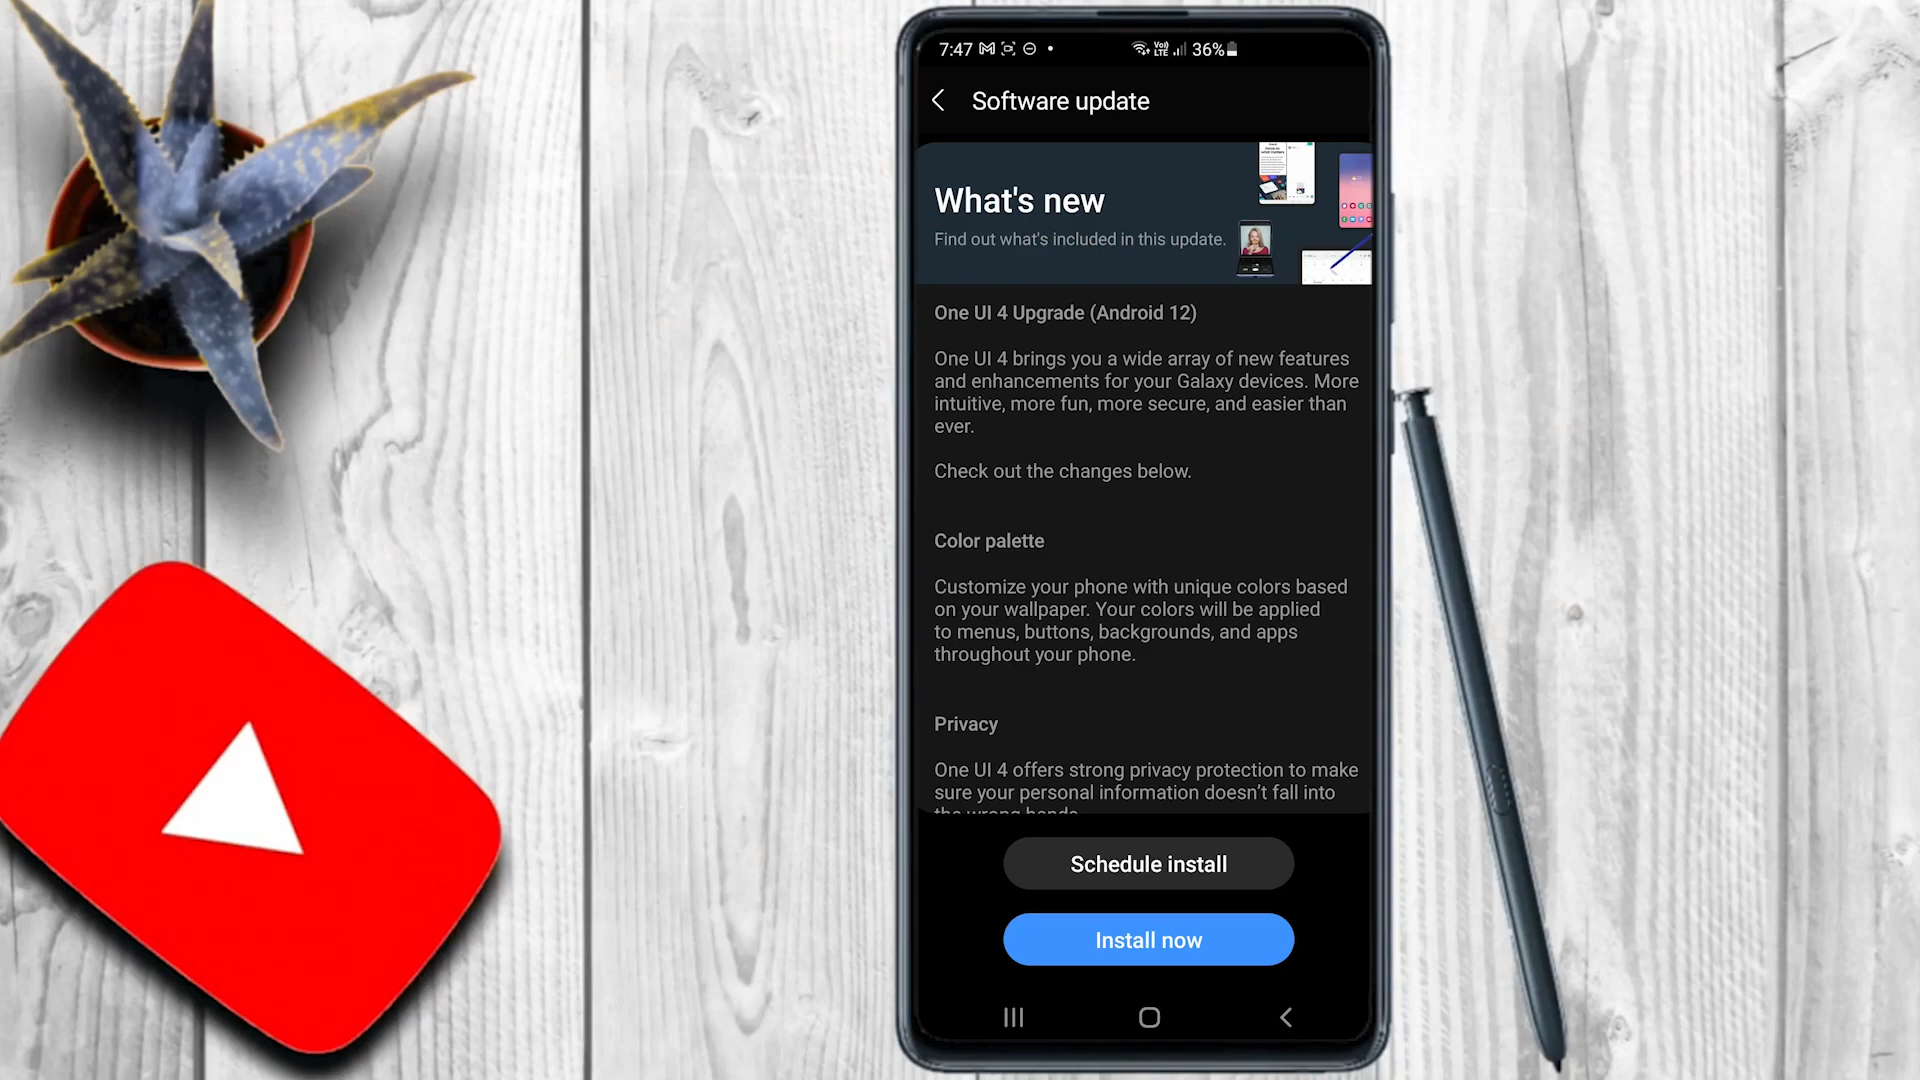 7:47 Vo) LTE 36%
Software update
What's new
Find out what's included in this update.
One UI 4 Upgrade (Android 12)
One UI 4 brings you a wide array of new features
and enhancements for your Galaxy devices. More
intuitive, more fun, more secure, and easier than
ever.
Check out the changes below.
Color palette
Customize your phone with unique colors based
on your wallpaper. Your colors will be applied
to menus, buttons, backgrounds, and apps
throughout your phone.
Privacy
One UI 4 offers strong privacy protection to make
sure your personal information doesn't fall into
the wrong hands.
Schedule install
Install now